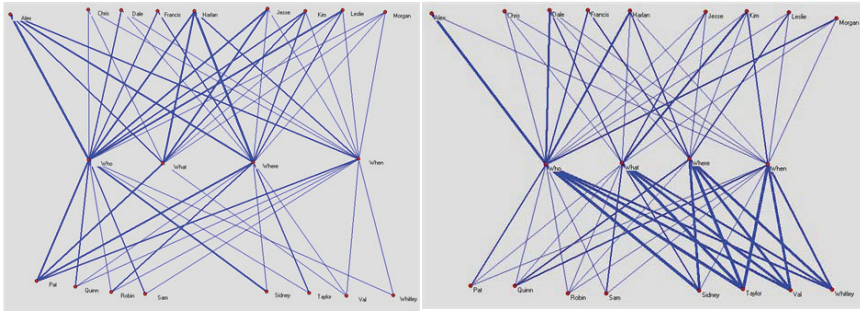 Alex Chris Dale Francis Harlan Jesse Kim Leslie Morgan
Who What Where When
Pat Quinn Robin Sam Sidney Taylor Val Whitley
Alex Chris Dale Francis Harlan Jesse Kim Leslie Morgan
Who What Where When
Pat Quinn Robin Sam Sidney Taylor Val Whitley